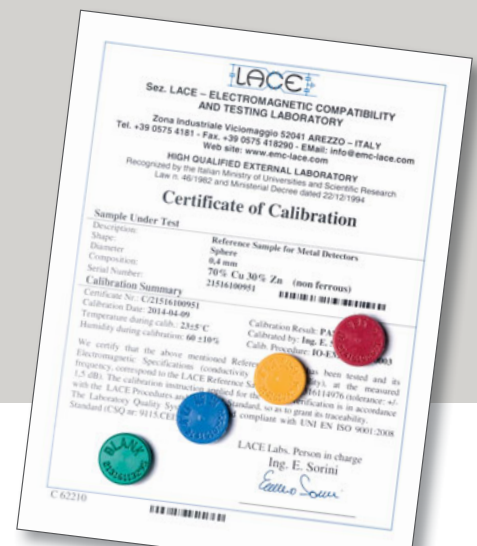 LACE
Sez. LACE – ELECTROMAGNETIC COMPATIBILITY
AND TESTING LABORATORY
Zona Industriale Viciomaggio 52041 AREZZO – ITALY
Tel. +39 0575 4181 - Fax. +39 0575 418290 - EMail: info@emc-lace.com
Web site: www.emc-lace.com
HIGH QUALIFIED EXTERNAL LABORATORY
Recognized by the Italian Ministry of Universities and Scientific Research
Law n. 46/1982 and Ministerial Decree dated 22/12/1994
Certificate of Calibration
Sample Under Test
Description: Reference Sample for Metal Detectors
Shape: Sphere
Diameter 0,4 mm
Composition: 70% Cu 30% Zn (non ferrous)
Serial Number: 21516100951
Calibration Summary
Certificate Nr.: C/21516100951 Calibration Result:
Calibration Date: 2014-04-09 Calibrated by: Ing. E.
Temperature during calib.: 23±5°C Calib. Procedure:
Humidity during calibration: 60 ±10%
We certify that the above mentioned been tested and its
Electromagnetic Specifications (conductivity at the measured
frequency, correspond to the LACE Reference (tolerance:
1,5 dB). The calibration instruction applied for the verification is in accordance
with the LACE Procedures and so as to grant its traceability.
The Laboratory Quality compliant with UNI EN ISO 9001:2008
Standard (CSQ nr. 9115.
LACE Labs. Person in charge
Ing. E. Sorini
BLANK
C 62210